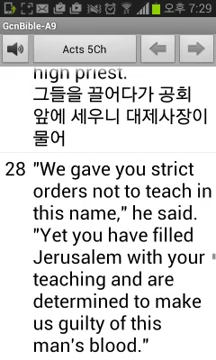 오후 7:29
GcnBible-A9
Acts 5Ch
high priest.
그들을 끌어다가 공회
앞에 세우니 대제사장이
물어
28 "We gave you strict
orders not to teach in
this name," he said.
"Yet you have filled
Jerusalem with your
teaching and are
determined to make
us guilty of this
man's blood."